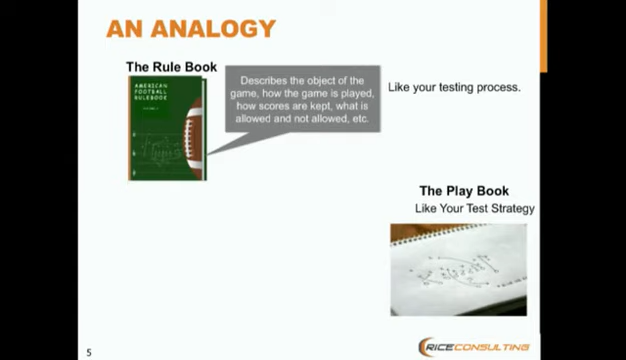 AN ANALOGY
The Rule Book
AMERICAN
FOOTBALL
RULEBOOK
Describes the object of the
game, how the game is played,
how scores are kept, what is
allowed and not allowed, etc.
Like your testing process.
The Play Book
Like Your Test Strategy
5
RICECONSULTING